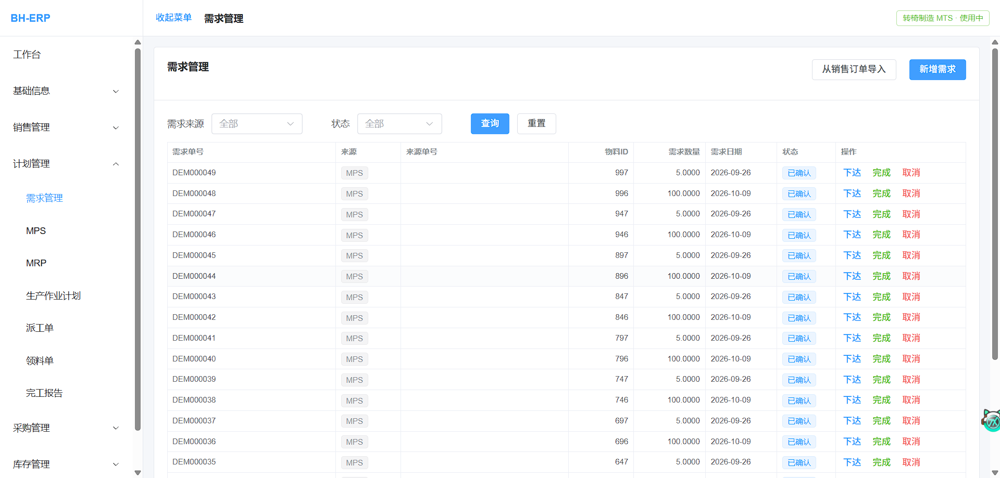 BH-ERP
收起菜单 需求管理
转椅制造 MTS · 使用中
工作台
基础信息
销售管理
计划管理
需求管理
MPS
MRP
生产作业计划
派工单
领料单
完工报告
采购管理
库存管理
需求管理
从销售订单导入 新增需求
需求来源 全部 状态 全部 查询 重置
需求单号 来源 来源单号 物料ID 需求数量 需求日期 状态 操作
DEM000049 MPS 997 5.0000 2026-09-26 已确认 下达 完成 取消
DEM000048 MPS 996 100.0000 2026-10-09 已确认 下达 完成 取消
DEM000047 MPS 947 5.0000 2026-09-26 已确认 下达 完成 取消
DEM000046 MPS 946 100.0000 2026-10-09 已确认 下达 完成 取消
DEM000045 MPS 897 5.0000 2026-09-26 已确认 下达 完成 取消
DEM000044 MPS 896 100.0000 2026-10-09 已确认 下达 完成 取消
DEM000043 MPS 847 5.0000 2026-09-26 已确认 下达 完成 取消
DEM000042 MPS 846 100.0000 2026-10-09 已确认 下达 完成 取消
DEM000041 MPS 797 5.0000 2026-09-26 已确认 下达 完成 取消
DEM000040 MPS 796 100.0000 2026-10-09 已确认 下达 完成 取消
DEM000039 MPS 747 5.0000 2026-09-26 已确认 下达 完成 取消
DEM000038 MPS 746 100.0000 2026-10-09 已确认 下达 完成 取消
DEM000037 MPS 697 5.0000 2026-09-26 已确认 下达 完成 取消
DEM000036 MPS 696 100.0000 2026-10-09 已确认 下达 完成 取消
DEM000035 MPS 647 5.0000 2026-09-26 已确认 下达 完成 取消